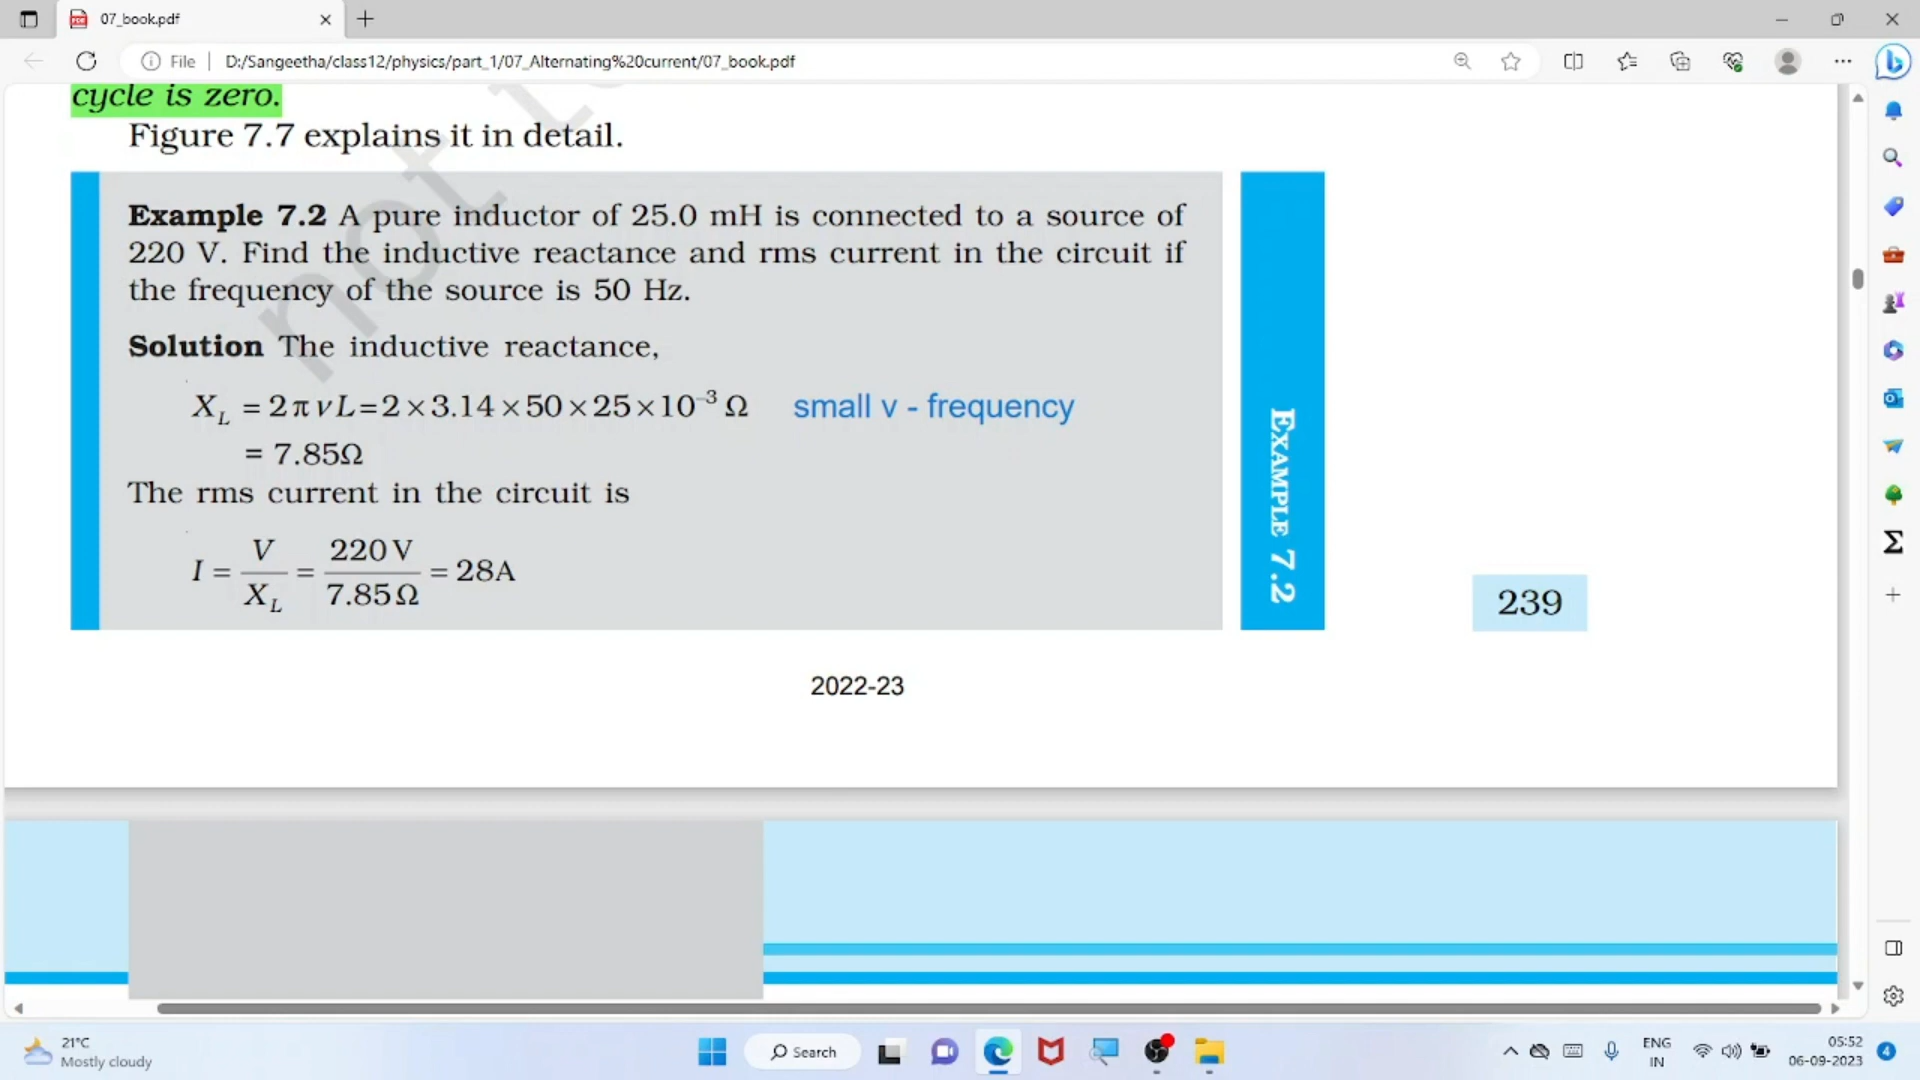 07_book.pdf
File
D:/Sangeetha/class12/physics/part_1/07_Alternating%20current/07_book.pdf
cycle is zero.
Figure 7.7 explains it in detail.
Example 7.2 A pure inductor of 25.0 mH is connected to a source of
220 V. Find the inductive reactance and rms current in the circuit if
the frequency of the source is 50 Hz.
Solution The inductive reactance,
X_L = 2πνL=2×3.14×50×25×10⁻³ Ω
small v - frequency
= 7.85Ω
The rms current in the circuit is
I = V/X_L = 220 V/7.85 Ω = 28A
EXAMPLE 7.2
239
2022-23
not
21°C
Mostly cloudy
Search
ENG
IN
05:52
06-09-2023
4